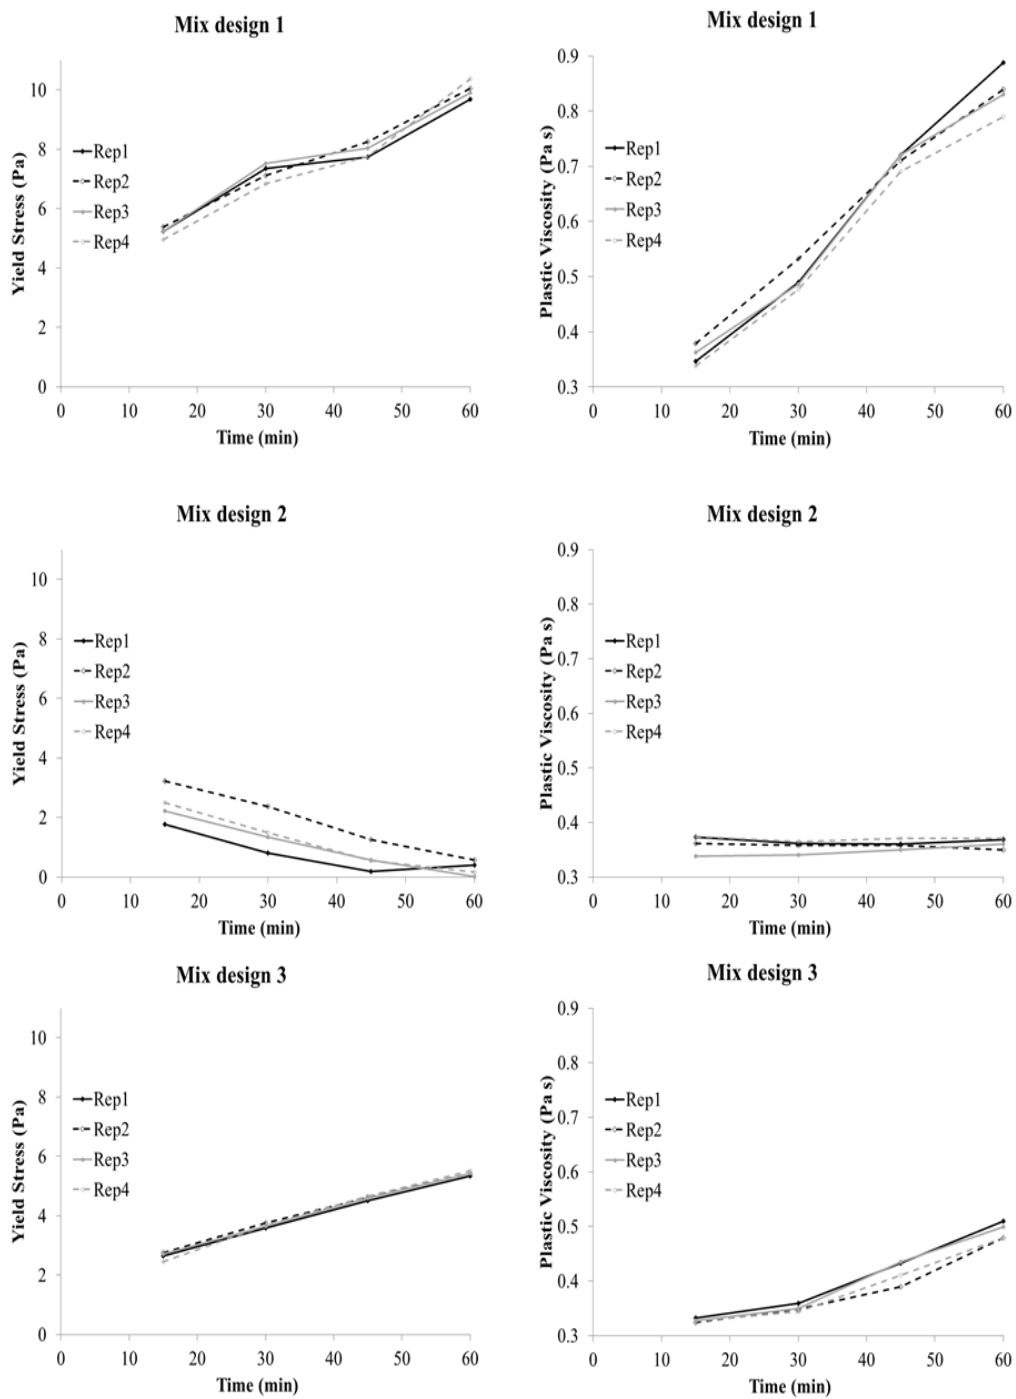 Mix design 1
Yield Stress (Pa)
10
8
6
4
2
0
Rep1
Rep2
Rep3
Rep4
0 10 20 30 40 50 60
Time (min)
Mix design 1
Plastic Viscosity (Pa s)
0.9
0.8
0.7
0.6
0.5
0.4
0.3
Rep1
Rep2
Rep3
Rep4
0 10 20 30 40 50 60
Time (min)
Mix design 2
Yield Stress (Pa)
10
8
6
4
2
0
Rep1
Rep2
Rep3
Rep4
0 10 20 30 40 50 60
Time (min)
Mix design 2
Plastic Viscosity (Pa s)
0.9
0.8
0.7
0.6
0.5
0.4
0.3
Rep1
Rep2
Rep3
Rep4
0 10 20 30 40 50 60
Time (min)
Mix design 3
Yield Stress (Pa)
10
8
6
4
2
0
Rep1
Rep2
Rep3
Rep4
0 10 20 30 40 50 60
Time (min)
Mix design 3
Plastic Viscosity (Pa s)
0.9
0.8
0.7
0.6
0.5
0.4
0.3
Rep1
Rep2
Rep3
Rep4
0 10 20 30 40 50 60
Time (min)